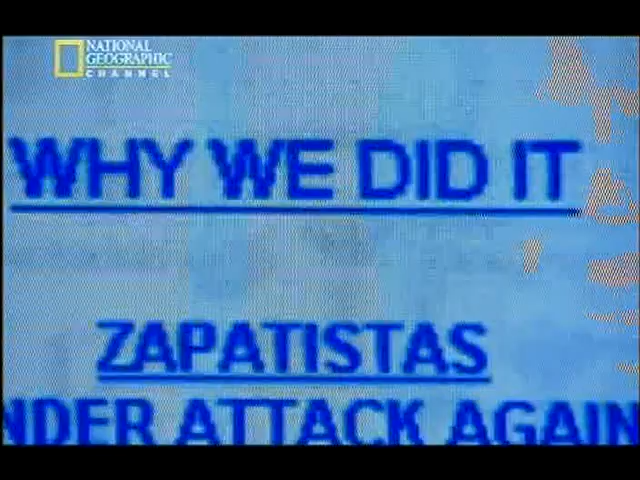 NATIONAL
GEOGRAPHIC
CHANNEL
WHY WE DID IT
ZAPATISTAS
NDER ATTACK AGAIN